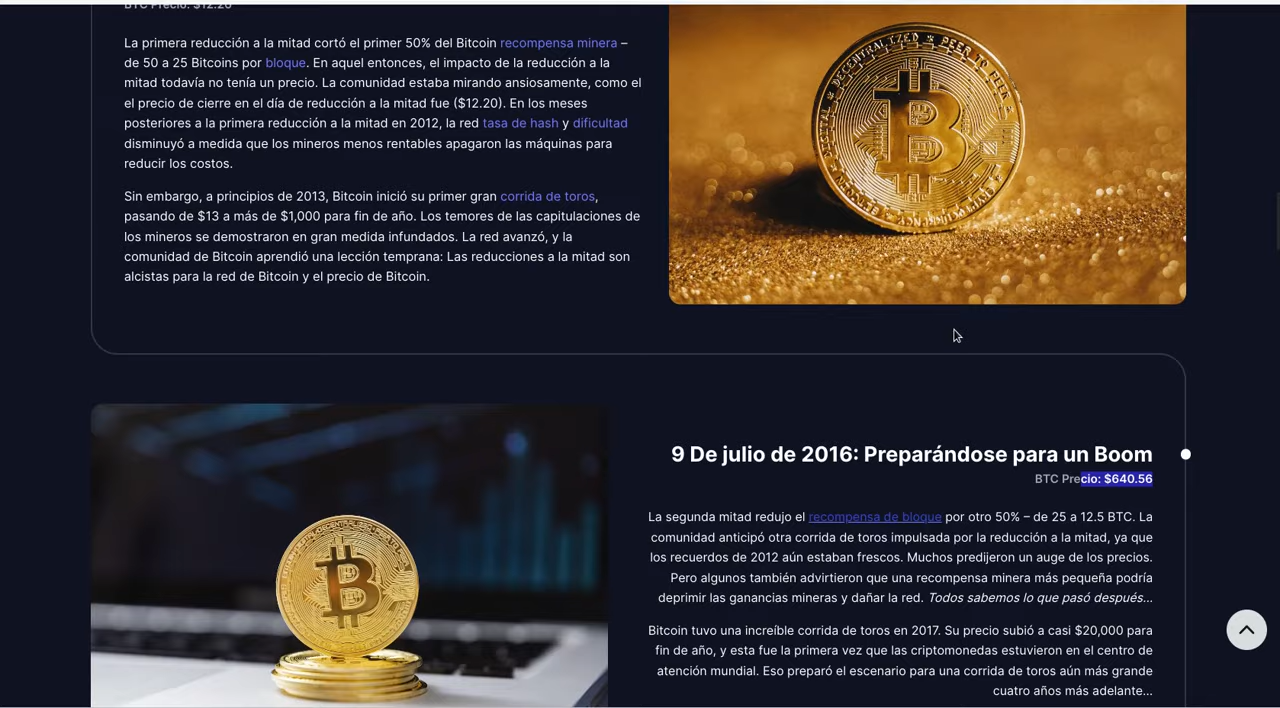 BTC Precio: $12.20
La primera reducción a la mitad cortó el primer 50% del Bitcoin recompensa minera –
de 50 a 25 Bitcoins por bloque. En aquel entonces, el impacto de la reducción a la
mitad todavía no tenía un precio. La comunidad estaba mirando ansiosamente, como el
el precio de cierre en el día de reducción a la mitad fue ($12.20). En los meses
posteriores a la primera reducción a la mitad en 2012, la red tasa de hash y dificultad
disminuyó a medida que los mineros menos rentables apagaron las máquinas para
reducir los costos.
Sin embargo, a principios de 2013, Bitcoin inició su primer gran corrida de toros,
pasando de $13 a más de $1,000 para fin de año. Los temores de las capitulaciones de
los mineros se demostraron en gran medida infundados. La red avanzó, y la
comunidad de Bitcoin aprendió una lección temprana: Las reducciones a la mitad son
alcistas para la red de Bitcoin y el precio de Bitcoin.
DECENTRALIZED ★ PEER TO PEER
DIGITAL
9 De julio de 2016: Preparándose para un Boom
BTC Precio: $640.56
La segunda mitad redujo el recompensa de bloque por otro 50% – de 25 a 12.5 BTC. La
comunidad anticipó otra corrida de toros impulsada por la reducción a la mitad, ya que
los recuerdos de 2012 aún estaban frescos. Muchos predijeron un auge de los precios.
Pero algunos también advirtieron que una recompensa minera más pequeña podría
deprimir las ganancias mineras y dañar la red. Todos sabemos lo que pasó después...
Bitcoin tuvo una increíble corrida de toros en 2017. Su precio subió a casi $20,000 para
fin de año, y esta fue la primera vez que las criptomonedas estuvieron en el centro de
atención mundial. Eso preparó el escenario para una corrida de toros aún más grande
cuatro años más adelante...